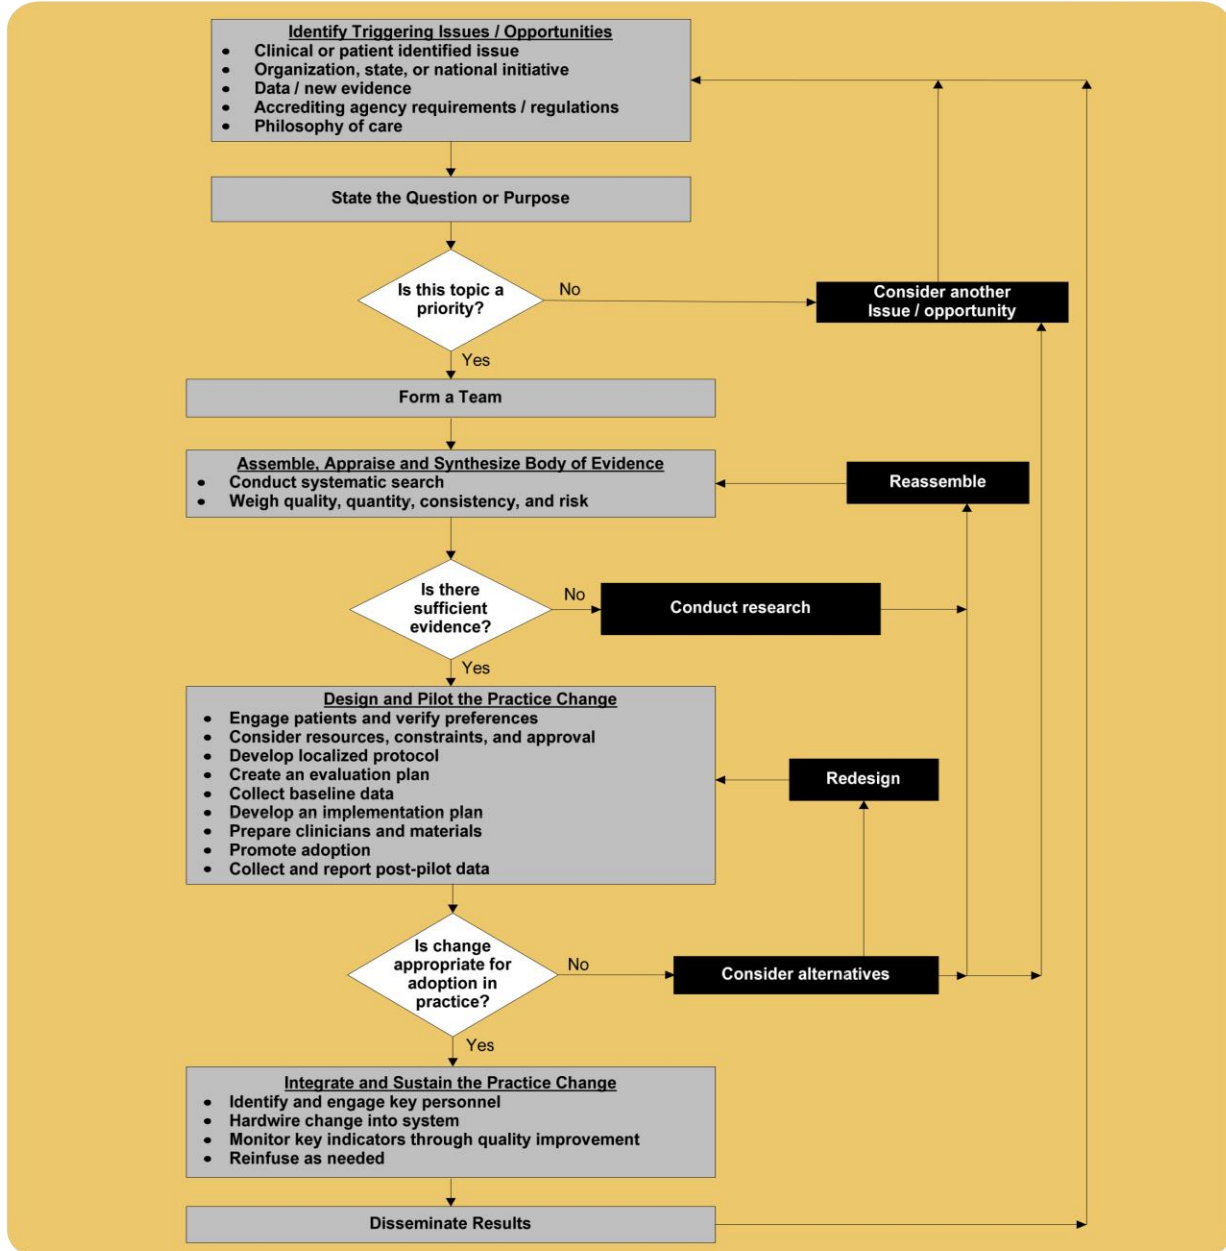 Identify Triggering Issues / Opportunities
• Clinical or patient identified issue
• Organization, state, or national initiative
• Data / new evidence
• Accrediting agency requirements / regulations
• Philosophy of care
State the Question or Purpose
Is this topic a
priority?
No
Consider another
Issue / opportunity
Yes
Form a Team
Assemble, Appraise and Synthesize Body of Evidence
• Conduct systematic search
• Weigh quality, quantity, consistency, and risk
Reassemble
Is there
sufficient
evidence?
No
Conduct research
Yes
Design and Pilot the Practice Change
• Engage patients and verify preferences
• Consider resources, constraints, and approval
• Develop localized protocol
• Create an evaluation plan
• Collect baseline data
• Develop an implementation plan
• Prepare clinicians and materials
• Promote adoption
• Collect and report post-pilot data
Redesign
Is change
appropriate for
adoption in
practice?
No
Consider alternatives
Yes
Integrate and Sustain the Practice Change
• Identify and engage key personnel
• Hardwire change into system
• Monitor key indicators through quality improvement
• Reinfuse as needed
Disseminate Results